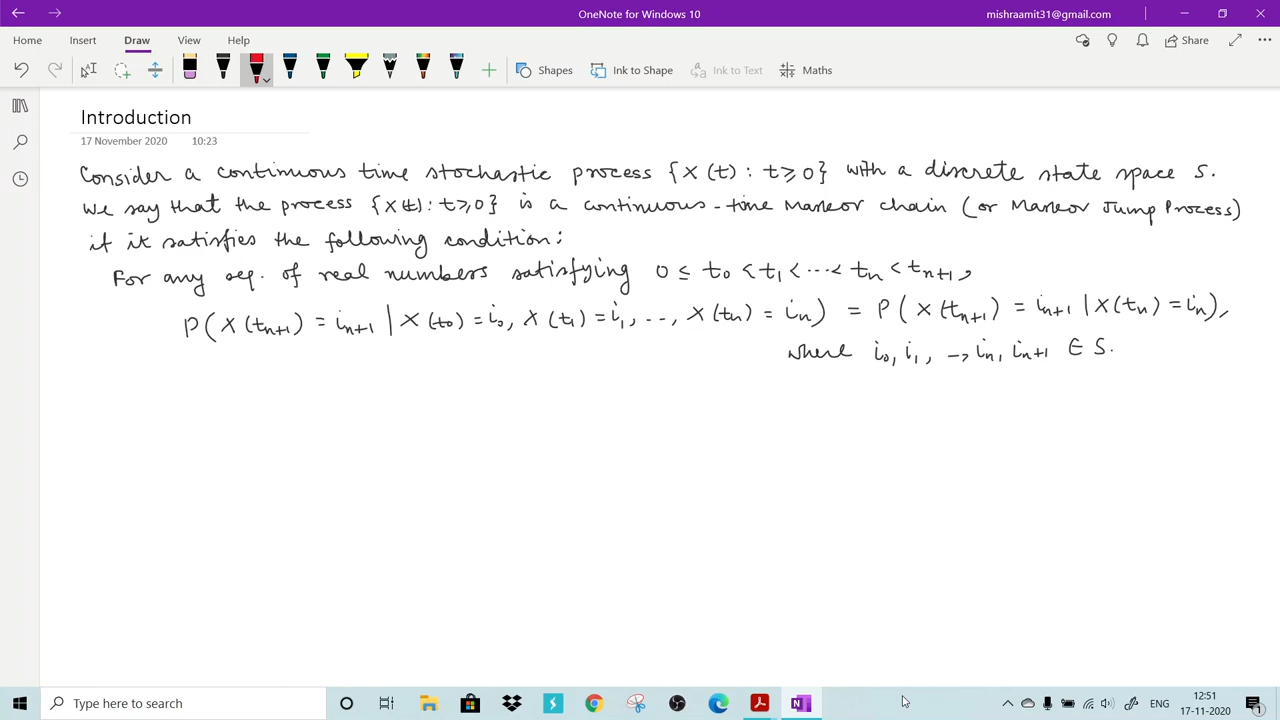 OneNote for Windows 10
mishraamit31@gmail.com
Home Insert Draw View Help
Share
Shapes Ink to Shape Ink to Text Maths
Introduction
17 November 2020 10:23
Consider a continuous time stochastic process {X(t) : t ≥ 0} with a discrete state space S.
We say that the process {X(t) : t ≥ 0} is a continuous-time Markov chain (or Markov Jump Process)
if it satisfies the following condition:
For any seq. of real numbers satisfying 0 ≤ t₀ < t₁ < ... < tₙ < tₙ₊₁,
P(X(tₙ₊₁) = iₙ₊₁ | X(t₀) = i₀, X(t₁) = i₁, ..., X(tₙ) = iₙ) = P(X(tₙ₊₁) = iₙ₊₁ | X(tₙ) = iₙ),
where i₀, i₁, ..., iₙ, iₙ₊₁ ∈ S.
Type here to search
ENG
12:51
17-11-2020
1